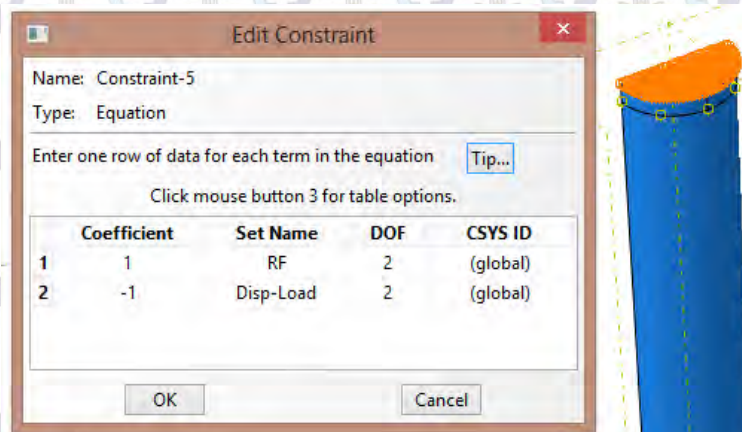 Edit Constraint
Name: Constraint-5
Type: Equation
Enter one row of data for each term in the equation Tip...
Click mouse button 3 for table options.
Coefficient Set Name DOF CSYS ID
1 1 RF 2 (global)
2 -1 Disp-Load 2 (global)
OK Cancel